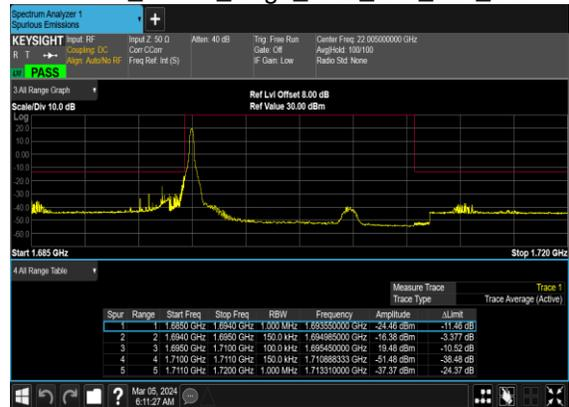 Spectrum Analyzer 1
Spurious Emissions
+
KEYSIGHT Input: RF Input Z: 50 Ω Atten: 40 dB Trig: Free Run Center Freq: 22.005000000 GHz
R T Coupling: DC Corr CCorr Gate: Off Avg|Hold: 100/100
Align: Auto/No RF Freq Ref: Int (S) IF Gain: Low Radio Std: None
PASS
3 All Range Graph
Ref Lvl Offset 8.00 dB
Scale/Div 10.0 dB Ref Value 30.00 dBm
Log
20.0
10.0
0.00
-10.0
-20.0
-30.0
-40.0
-50.0
-60.0
Start 1.685 GHz Stop 1.720 GHz
4 All Range Table
Measure Trace Trace 1
Trace Type Trace Average (Active)
Spur Range Start Freq Stop Freq RBW Frequency Amplitude ΔLimit
1 1 1.6850 GHz 1.6940 GHz 1.000 MHz 1.693550000 GHz -24.46 dBm -11.46 dB
2 2 1.6940 GHz 1.6950 GHz 150.0 kHz 1.694985000 GHz -16.38 dBm -3.377 dB
3 3 1.6950 GHz 1.7100 GHz 100.0 kHz 1.695450000 GHz 19.48 dBm -10.52 dB
4 4 1.7100 GHz 1.7110 GHz 150.0 kHz 1.710888333 GHz -51.48 dBm -38.48 dB
5 5 1.7110 GHz 1.7200 GHz 1.000 MHz 1.713310000 GHz -37.37 dBm -24.37 dB
? Mar 05, 2024
6:11:27 AM